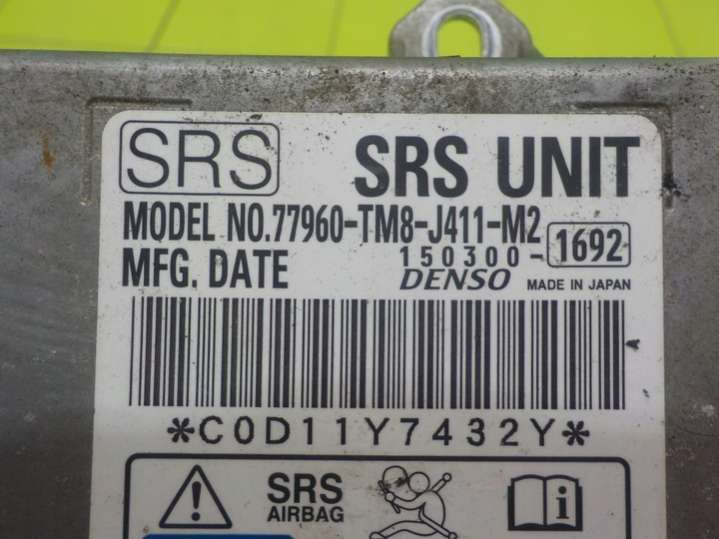 SRS SRS UNIT
MODEL NO.77960-TM8-J411-M2
150300- 1692
MFG. DATE DENSO MADE IN JAPAN
*C0D11Y7432Y*
SRS
AIRBAG